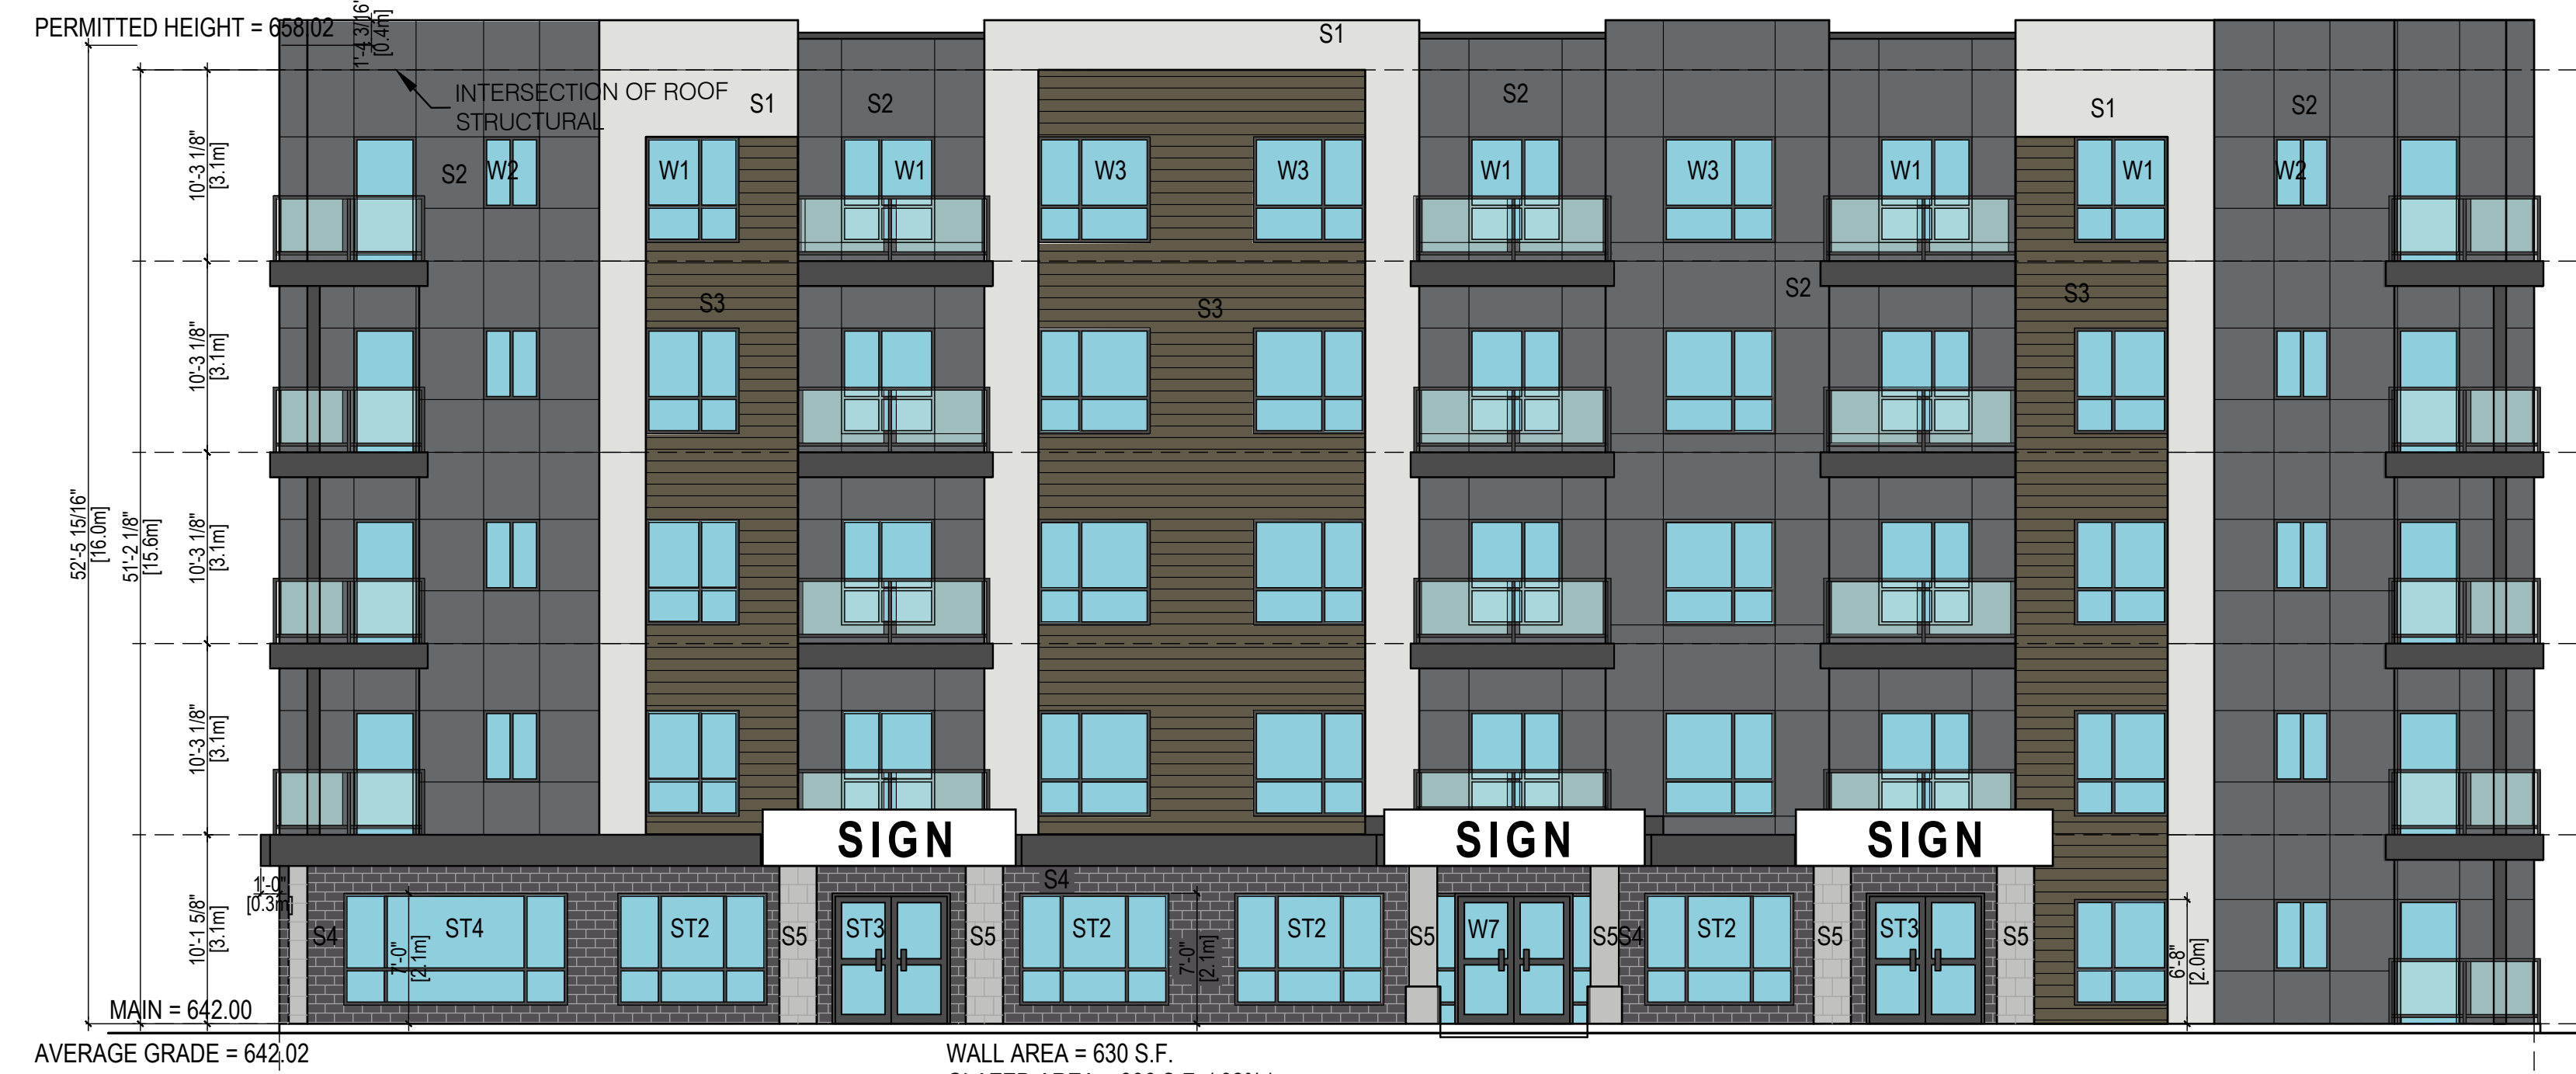 PERMITTED HEIGHT = 658.02
1'-4 3/16"
[0.4m]
INTERSECTION OF ROOF
STRUCTURAL
S1
S1
S2
S2
S1
S2
S2
W2
W1
W1
W3
W3
W1
W3
W1
W1
W2
10'-3 1/8"
[3.1m]
S3
S3
S2
S3
10'-3 1/8"
[3.1m]
52'-5 15/16"
[16.0m]
51'-2 1/8"
[15.6m]
10'-3 1/8"
[3.1m]
10'-3 1/8"
[3.1m]
SIGN
SIGN
SIGN
1'-0"
[0.3m]
S4
10'-1 5/8"
[3.1m]
S4
ST4
ST2
S5
ST3
S5
ST2
ST2
S5
W7
S5
S4
ST2
S5
ST3
S5
7'-0"
[2.1m]
7'-0"
[2.1m]
6'-8"
[2.0m]
MAIN = 642.00
AVERAGE GRADE = 642.02
WALL AREA = 630 S.F.